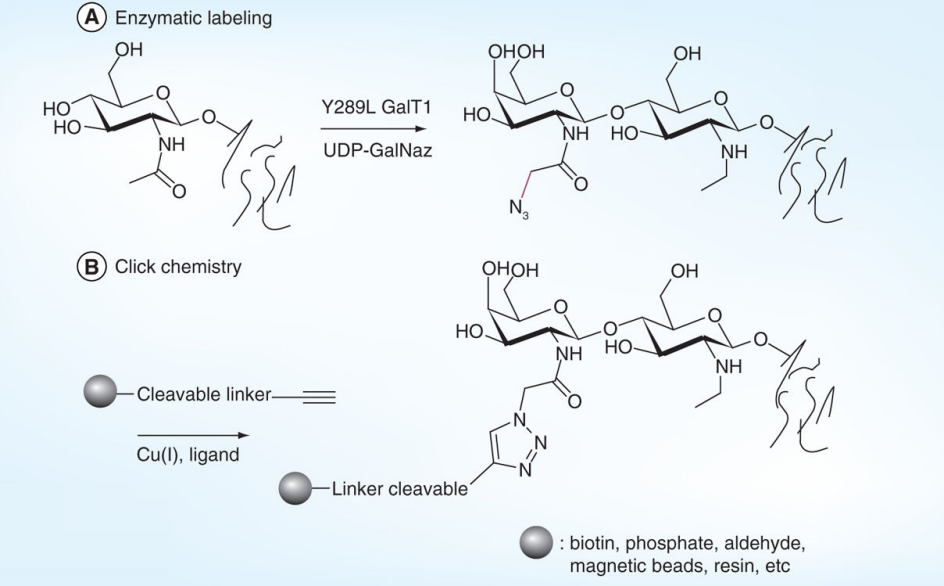 A Enzymatic labeling
OH
HO
HO
O
O
NH
O
Y289L GalT1
UDP-GalNaz
OHOH
HO
O
O
NH
O
N3
OH
O
HO
O
NH
B Click chemistry
Cleavable linker
Cu(I), ligand
OHOH
HO
O
O
NH
O
N
N
N
OH
O
HO
O
NH
Linker cleavable
: biotin, phosphate, aldehyde,
magnetic beads, resin, etc